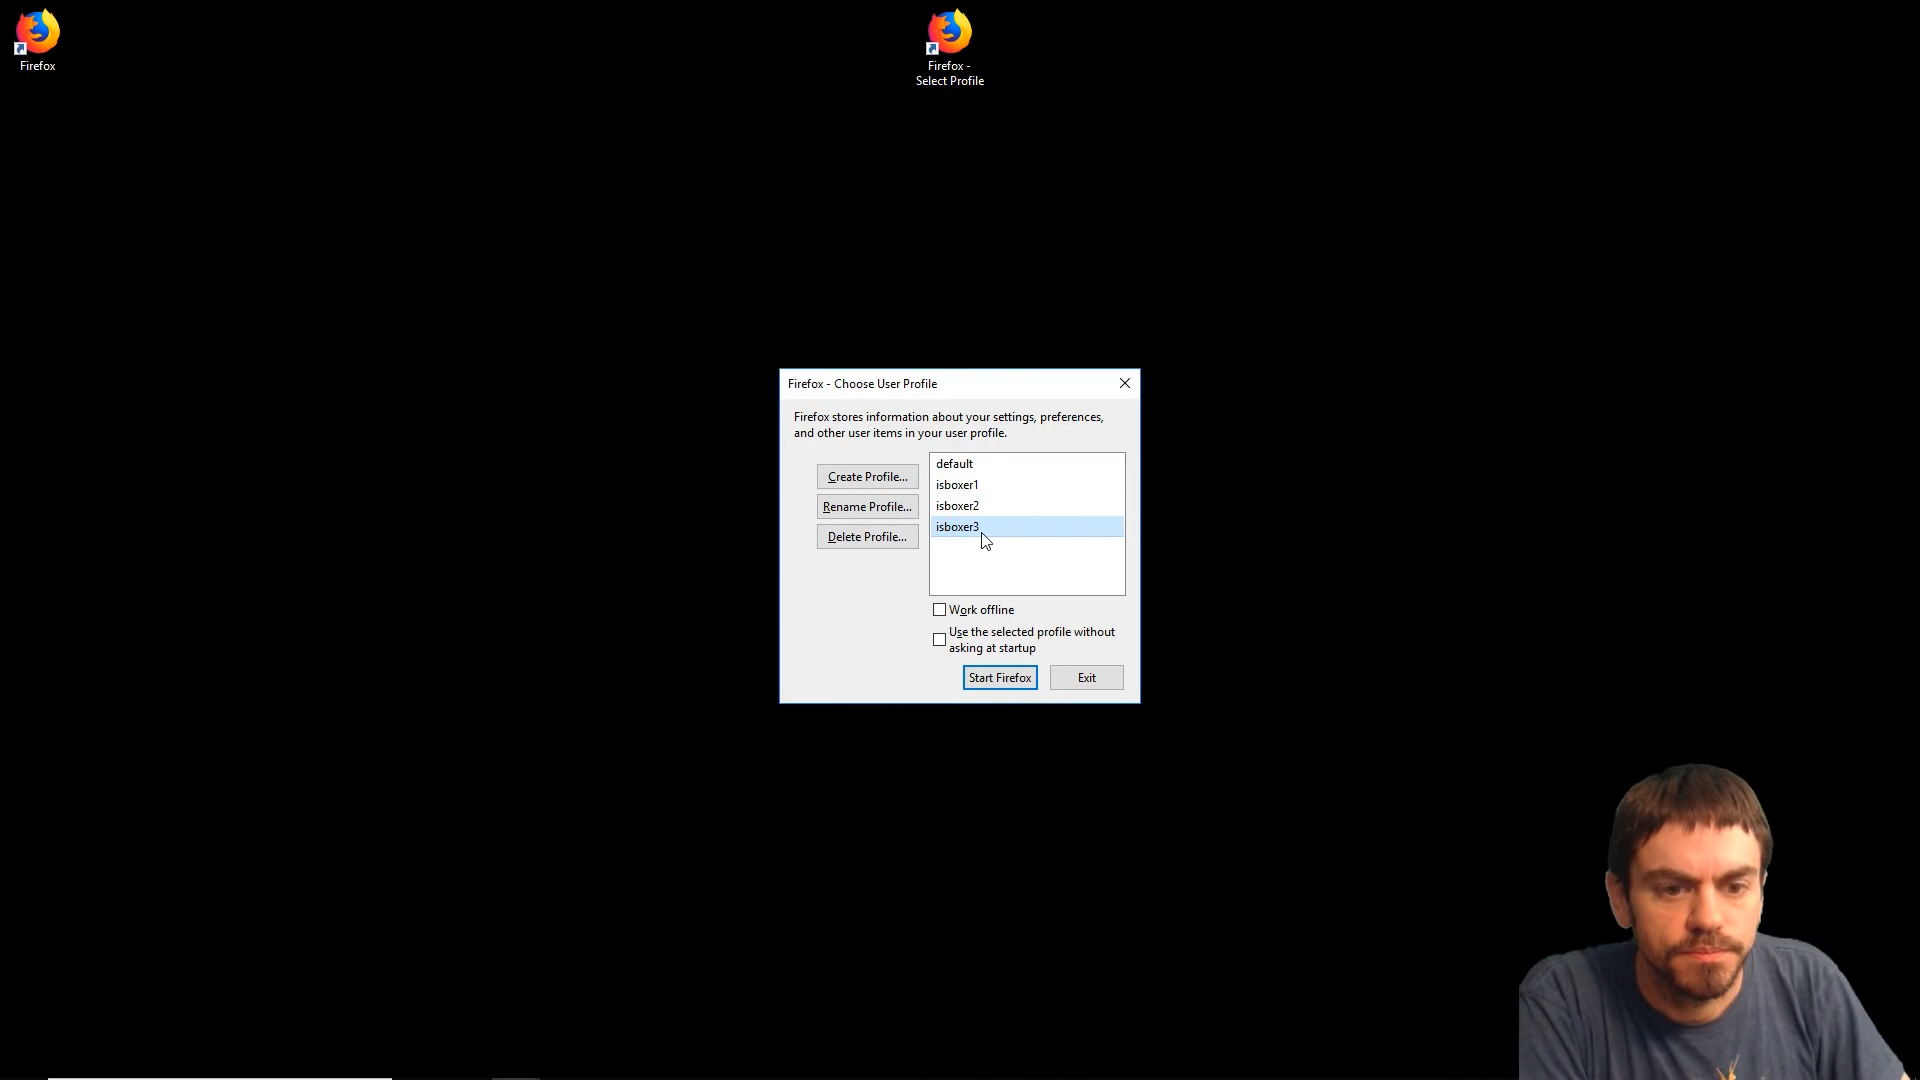 Firefox
Firefox -
Select Profile
Firefox - Choose User Profile
Firefox stores information about your settings, preferences,
and other user items in your user profile.
Create Profile...
Rename Profile...
Delete Profile...
default
isboxer1
isboxer2
isboxer3
Work offline
Use the selected profile without
asking at startup
Start Firefox
Exit